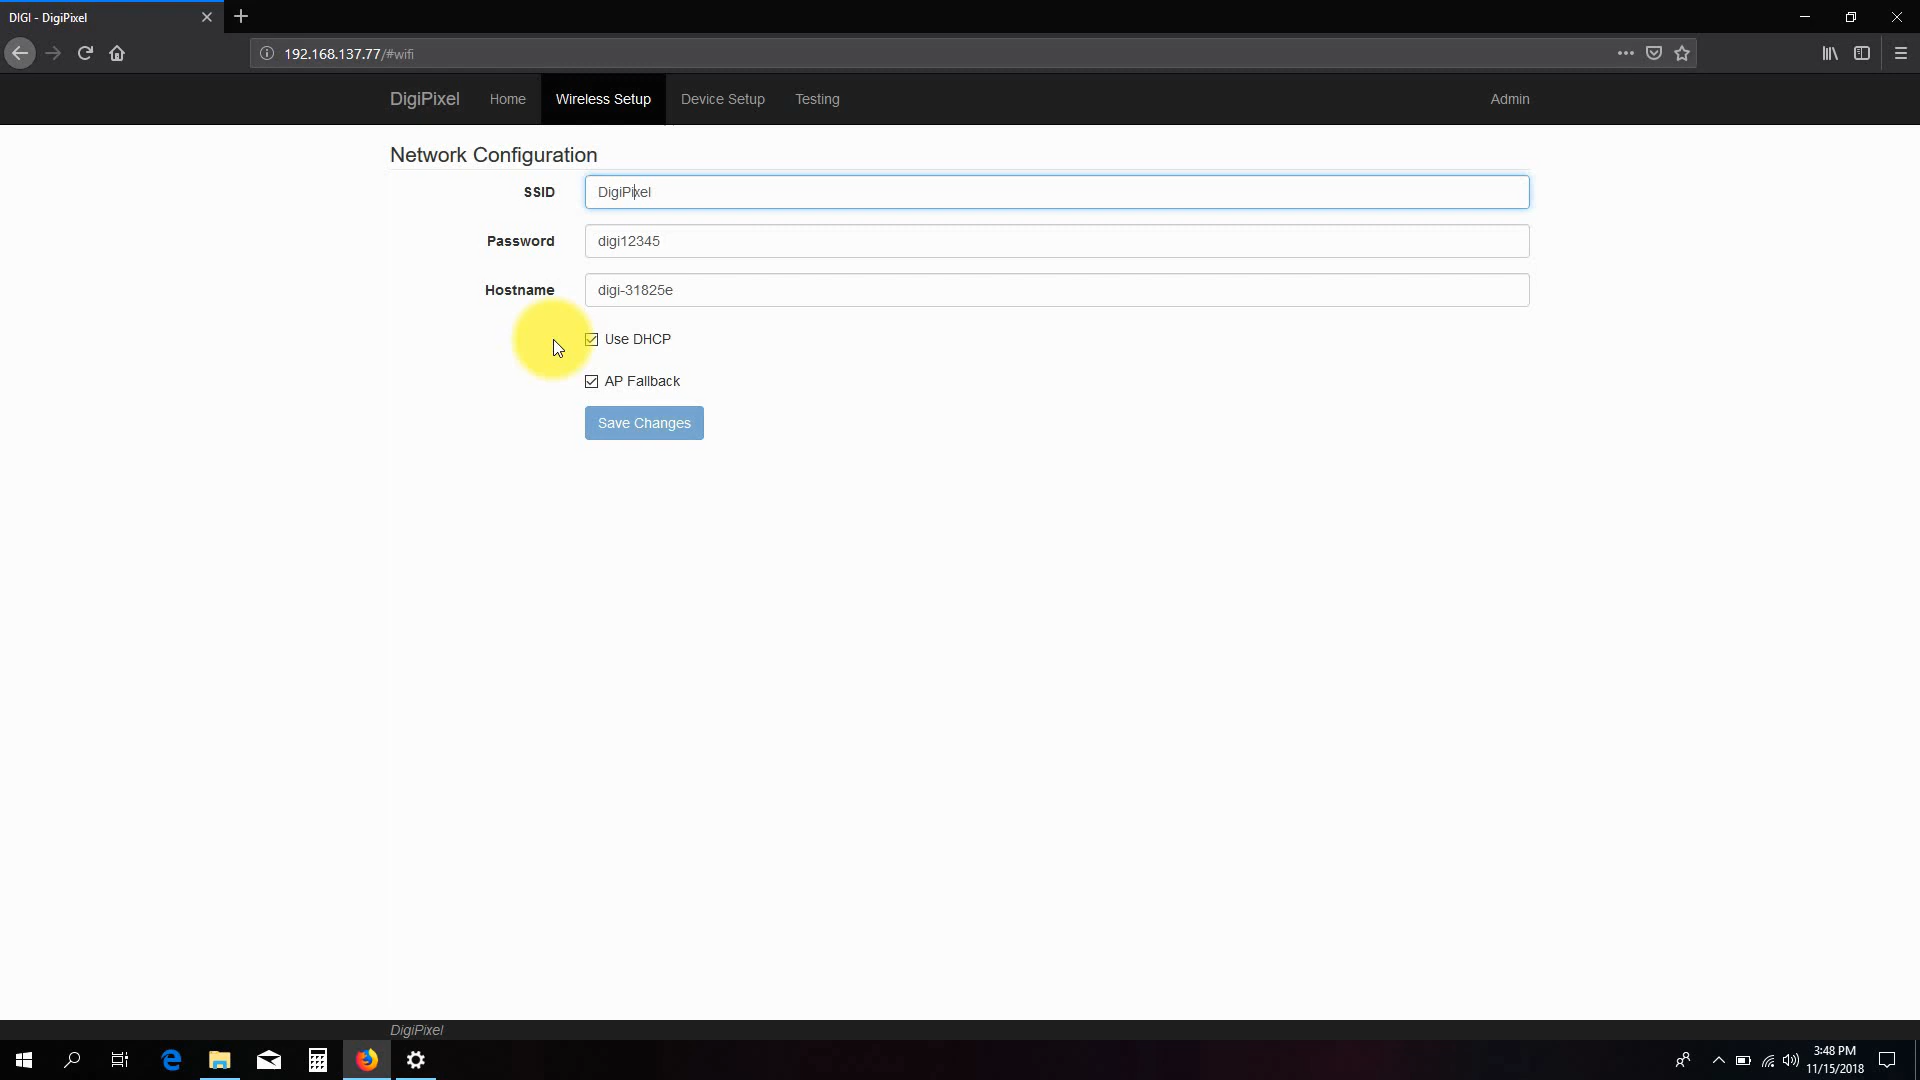 DIGI - DigiPixel
192.168.137.77/#wifi
DigiPixel Home Wireless Setup Device Setup Testing Admin
Network Configuration
SSID DigiPixel
Password digi12345
Hostname digi-31825e
Use DHCP
AP Fallback
Save Changes
DigiPixel
3:48 PM
11/15/2018